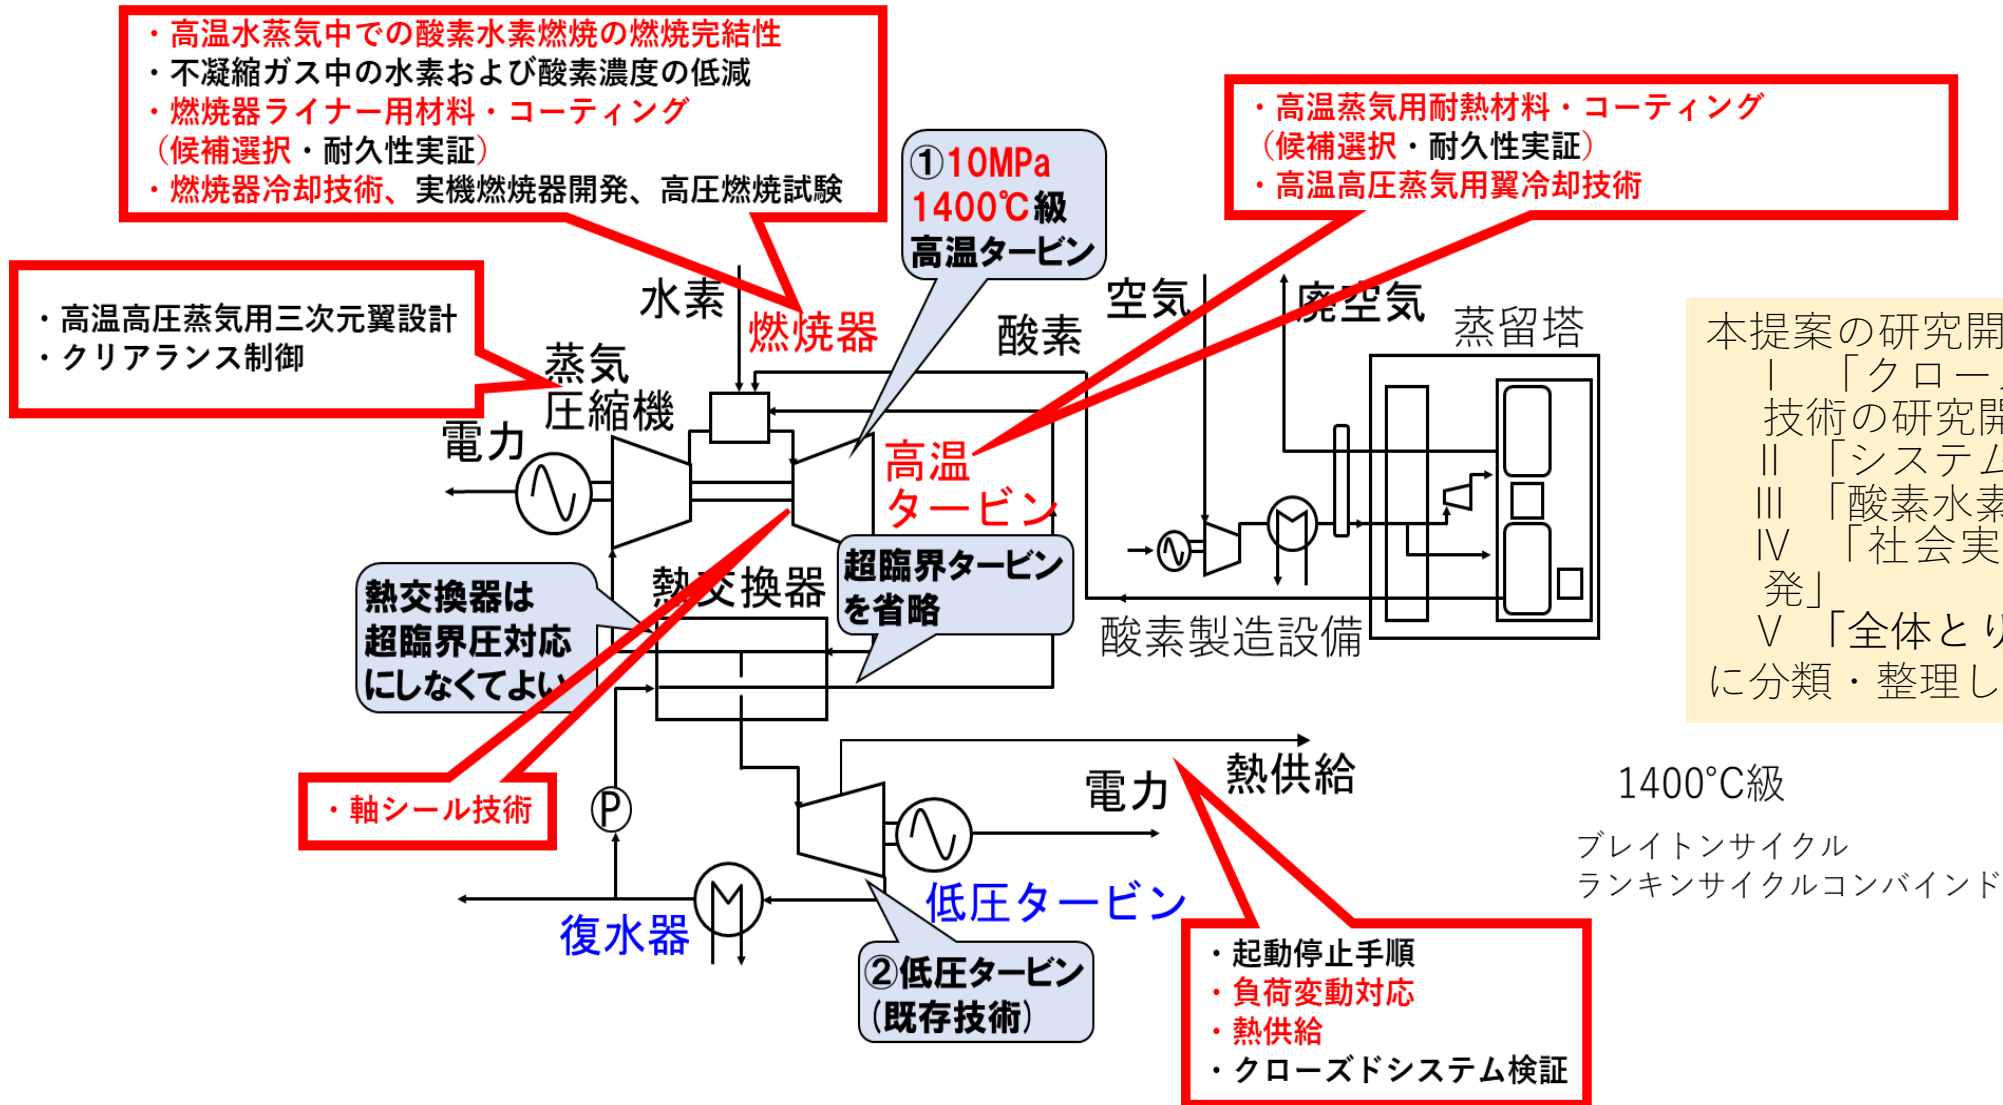 ・高温水蒸気中での酸素水素燃焼の燃焼完結性
・不凝縮ガス中の水素および酸素濃度の低減
・燃焼器ライナー用材料・コーティング
（候補選択・耐久性実証）
・燃焼器冷却技術、実機燃焼器開発、高圧燃焼試験
・高温蒸気用耐熱材料・コーティング
（候補選択・耐久性実証）
・高温高圧蒸気用翼冷却技術
①10MPa
1400℃級
高温タービン
・高温高圧蒸気用三次元翼設計
・クリアランス制御
水素
燃焼器
酸素
空気
廃空気
蒸留塔
蒸気
圧縮機
電力
高温
タービン
本提案の研究開
Ⅰ 「クロー
技術の研究開
Ⅱ 「システム
Ⅲ 「酸素水素
Ⅳ 「社会実
発」
Ⅴ 「全体と
に分類・整理し
熱交換器は
超臨界圧対応
にしなくてよい
熱交換器
超臨界タービン
を省略
酸素製造設備
・軸シール技術
P
熱供給
電力
1400°C級
ブレイトンサイクル
ランキンサイクルコンバインド
低圧タービン
復水器
②低圧タービン
(既存技術)
・起動停止手順
・負荷変動対応
・熱供給
・クローズドシステム検証